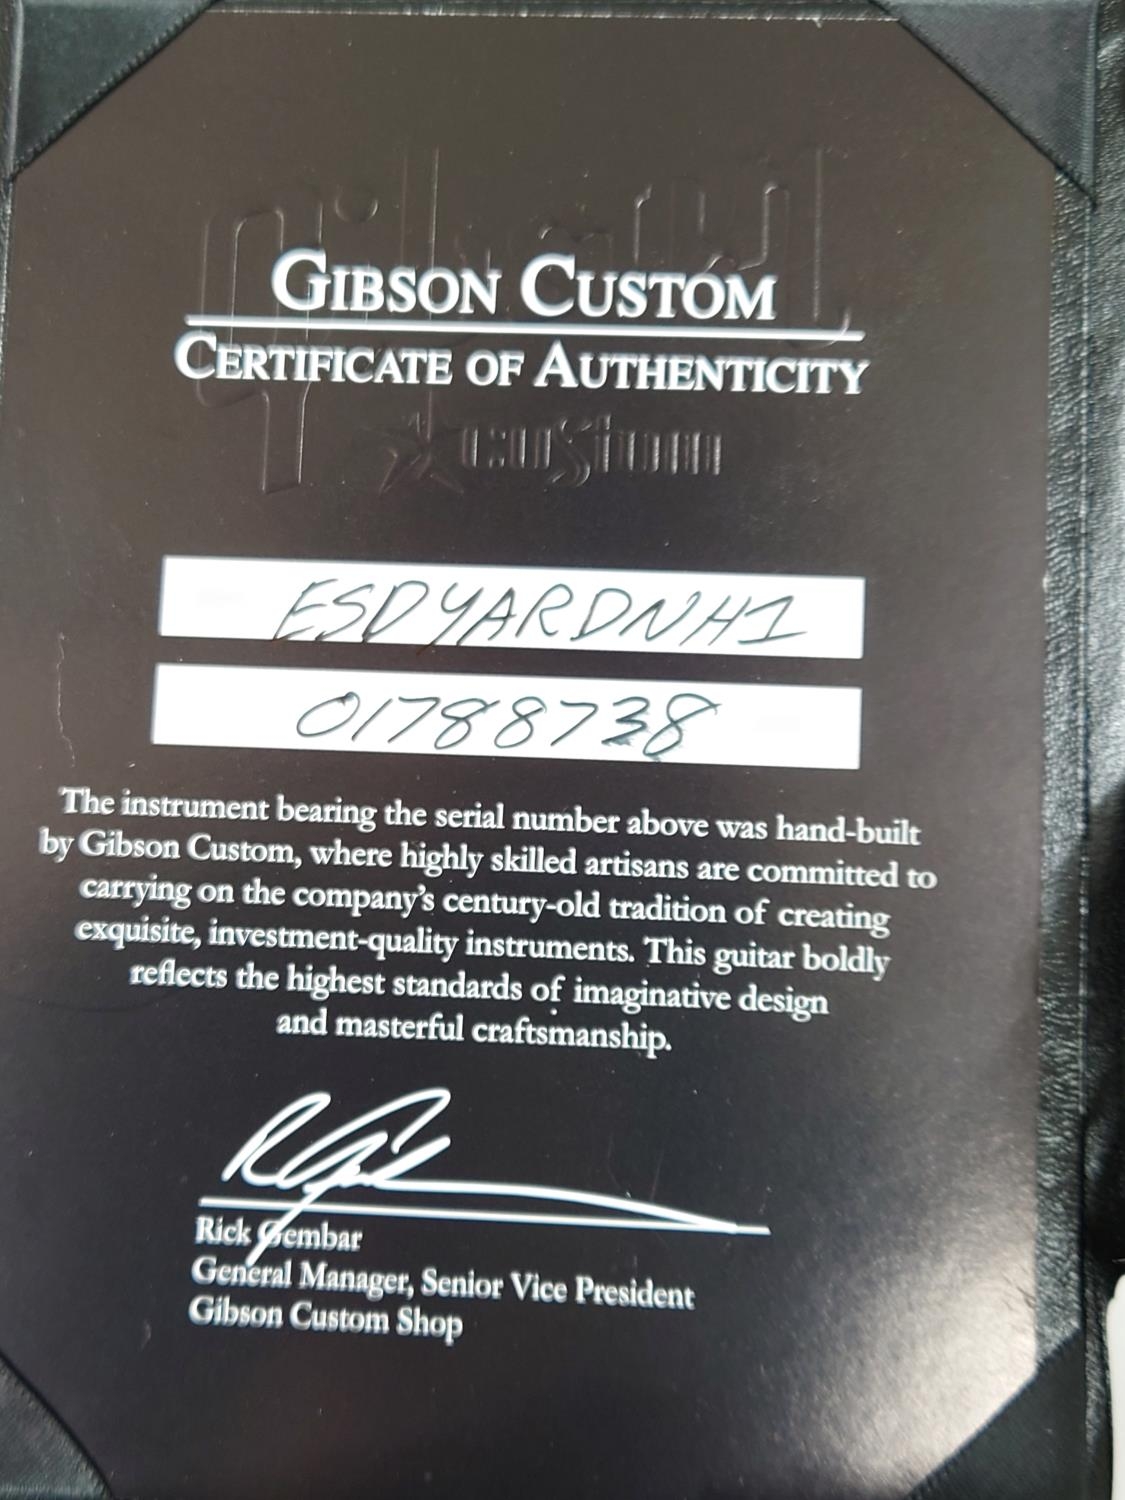 Gibson
GIBSON CUSTOM
CERTIFICATE OF AUTHENTICITY
custom
ESDYARDNH1
01788738
The instrument bearing the serial number above was hand-built
by Gibson Custom, where highly skilled artisans are committed to
carrying on the company's century-old tradition of creating
exquisite, investment-quality instruments. This guitar boldly
reflects the highest standards of imaginative design
and masterful craftsmanship.
Rick Gembar
General Manager, Senior Vice President
Gibson Custom Shop